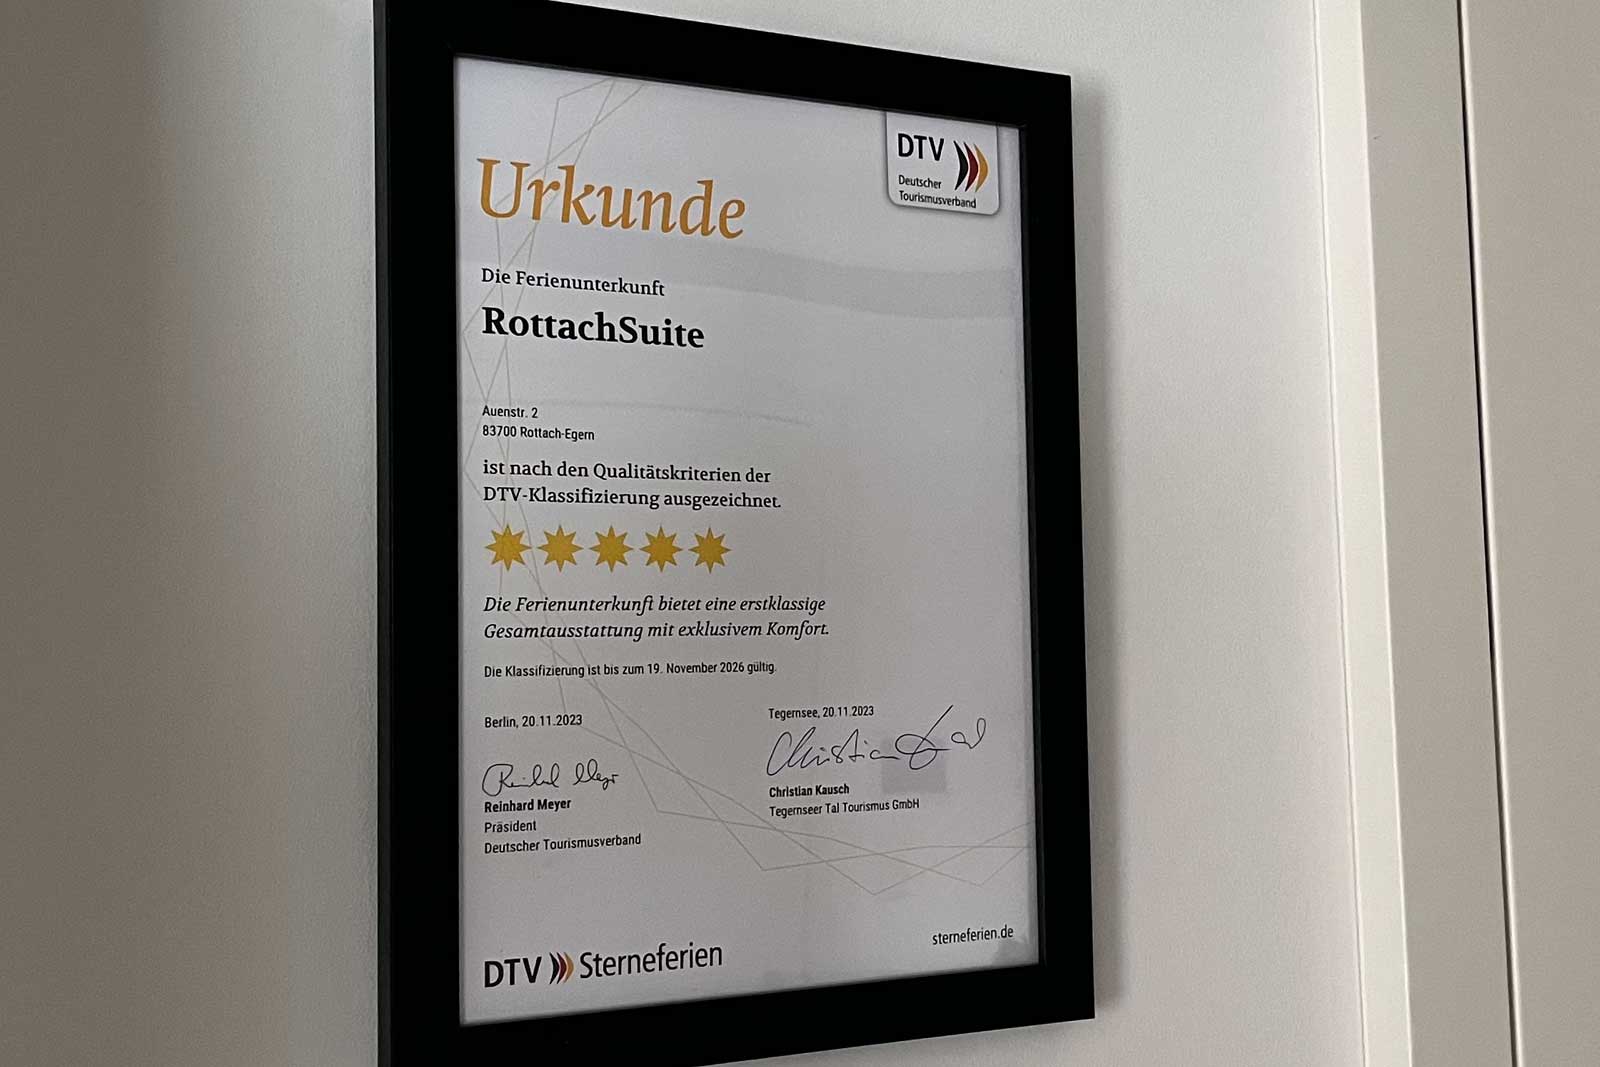 DTV
Deutscher
Tourismusverband
Urkunde
Die Ferienunterkunft
RottachSuite
Auenstr. 2
83700 Rottach-Egern
ist nach den Qualitätskriterien der
DTV-Klassifizierung ausgezeichnet.
Die Ferienunterkunft bietet eine erstklassige
Gesamtausstattung mit exklusivem Komfort.
Die Klassifizierung ist bis zum 19. November 2026 gültig.
Berlin, 20.11.2023
Reinhard Meyer
Reinhard Meyer
Präsident
Deutscher Tourismusverband
Tegernsee, 20.11.2023
Christian
Christian Kausch
Tegernseer Tal Tourismus GmbH
DTV Sterneferien
sterneferien.de